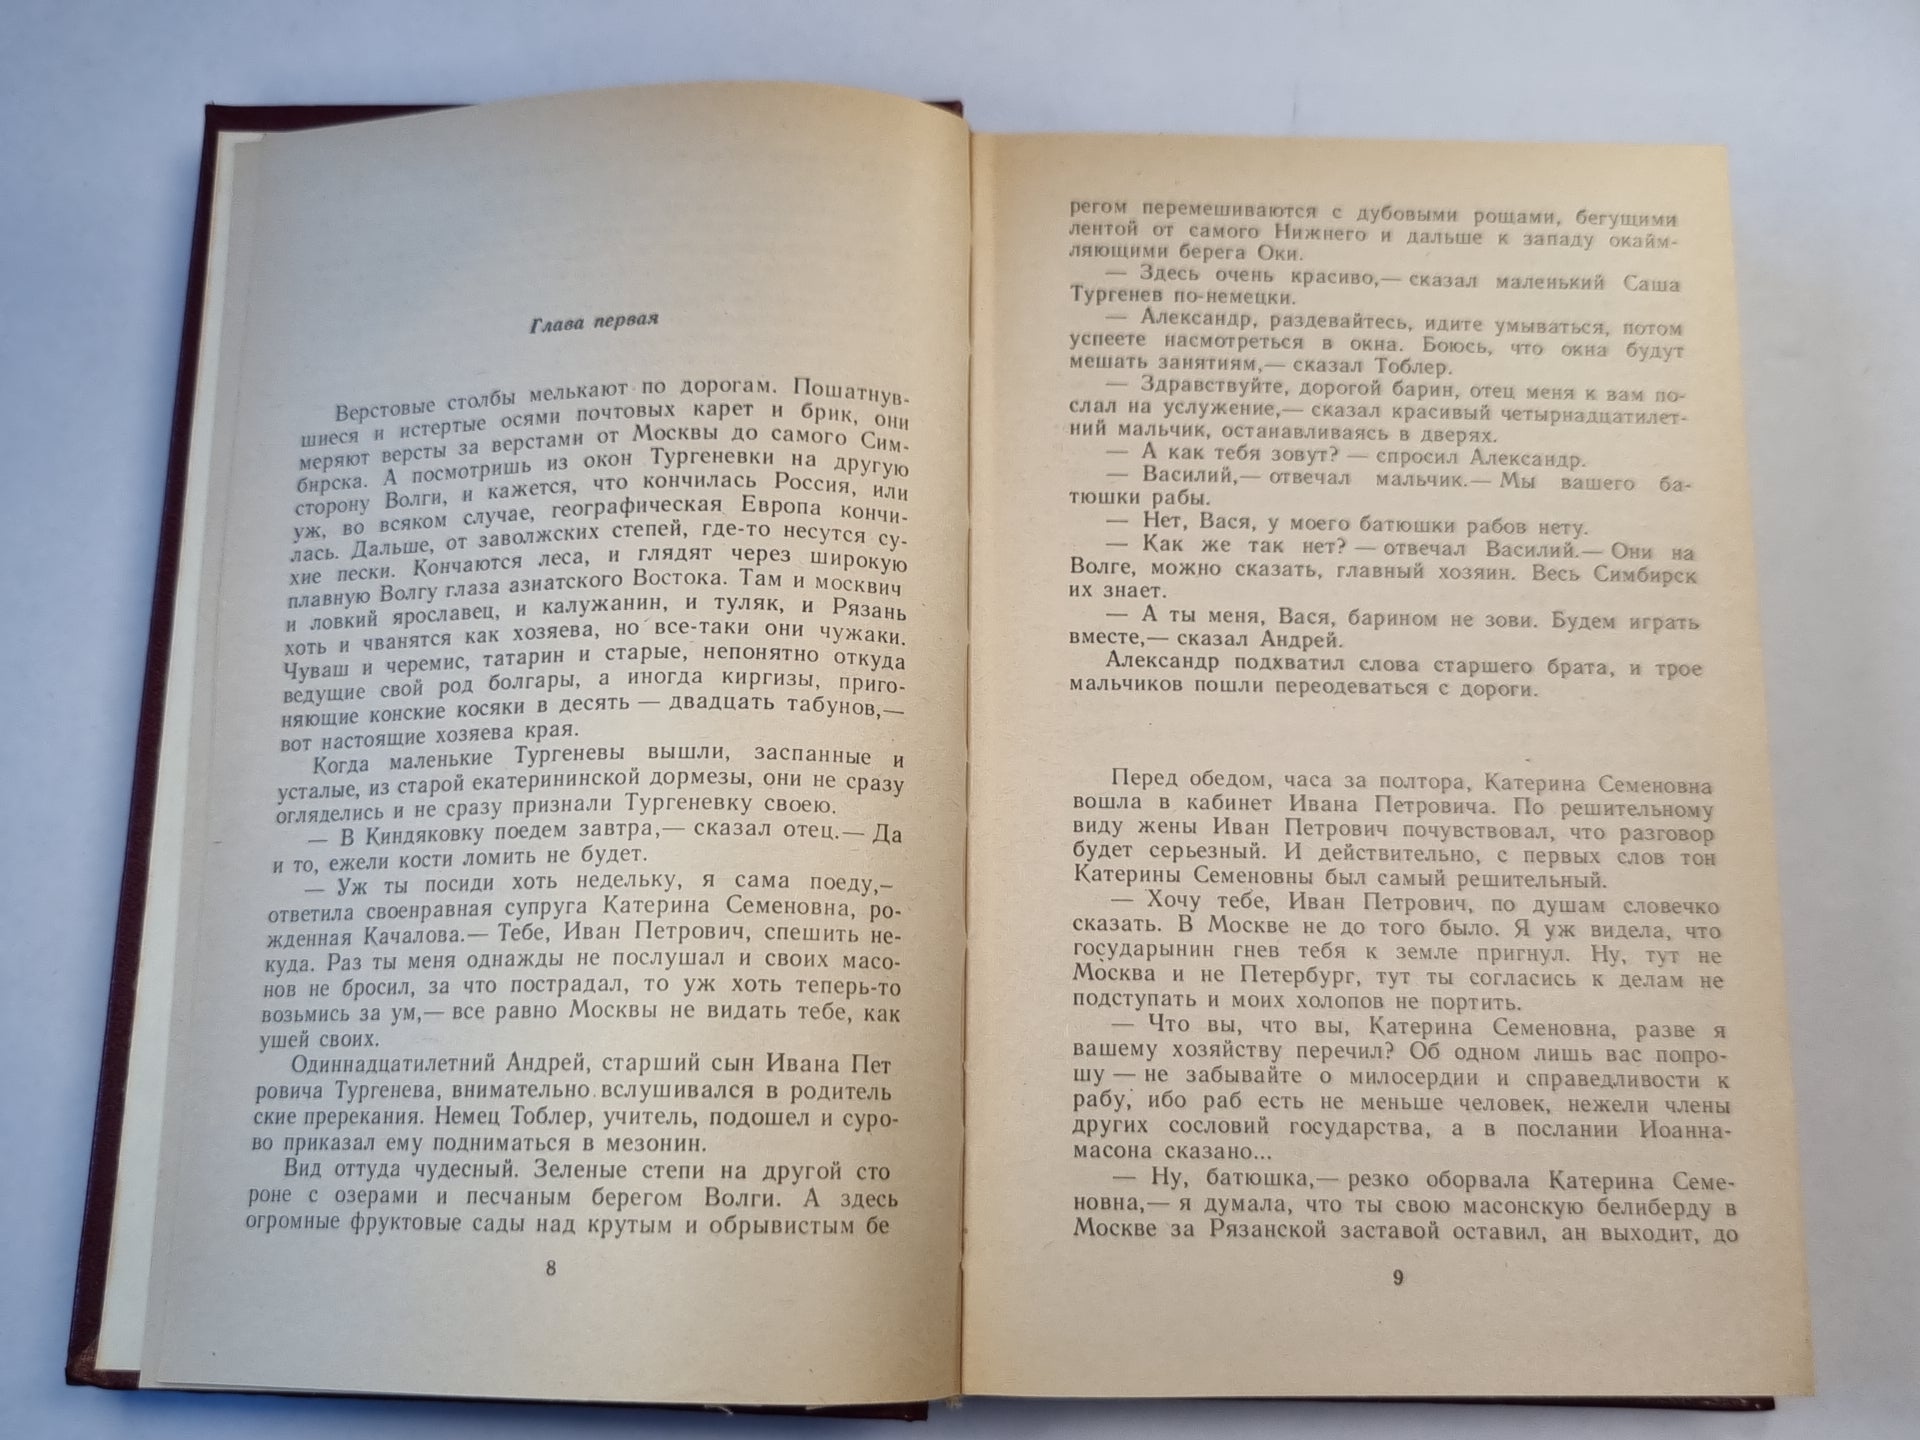 Глава первая
Верстовые столбы мелькают по дорогам. Пошатнув-
шиеся и истертые осями почтовых карет и брик, они
меряют версты за верстами от Москвы до самого Сим-
бирска. А посмотришь из окон Тургеневки на другую
сторону Волги, и кажется, что кончилась Россия, или
уж, во всяком случае, географическая Европа кончи-
лась. Дальше, от заволжских степей, где-то несутся су-
хие пески. Кончаются леса, и глядят через широкую
плавную Волгу глаза азиатского Востока. Там и москвич
и ловкий ярославец, и калужанин, и туляк, и Рязань
хоть и чванятся как хозяева, но все-таки они чужаки.
Чуваш и черемис, татарин и старые, непонятно откуда
ведущие свой род болгары, а иногда киргизы, приго-
няющие конские косяки в десять — двадцать табунов,—
вот настоящие хозяева края.
Когда маленькие Тургеневы вышли, заспанные и
усталые, из старой екатерининской дормезы, они не сразу
огляделись и не сразу признали Тургеневку своею.
— В Киндяковку поедем завтра,— сказал отец.— Да
и то, ежели кости ломить не будет.
— Уж ты посиди хоть недельку, я сама поеду,–
ответила своенравная супруга Катерина Семеновна, ро-
жденная Качалова.— Тебе, Иван Петрович, спешить не-
куда. Раз ты меня однажды не послушал и своих масо-
нов не бросил, за что пострадал, то уж хоть теперь-то
возьмись за ум,— все равно Москвы не видать тебе, как
ушей своих.
Одиннадцатилетний Андрей, старший сын Ивана Пет
ровича Тургенева, внимательно вслушивался в родитель
ские пререкания. Немец Тоблер, учитель, подошел и суро-
во приказал ему подниматься в мезонин.
Вид оттуда чудесный. Зеленые степи на другой сто
роне с озерами и песчаным берегом Волги. А здесь
огромные фруктовые сады над крутым и обрывистым бе
8
регом перемешиваются с дубовыми рощами, бегущими
лентой от самого Нижнего и дальше к западу окайм-
ляющими берега Оки.
— Здесь очень красиво,— сказал маленький Саша
Тургенев по-немецки.
— Александр, раздевайтесь, идите умываться, потом
успеете насмотреться в окна. Боюсь, что окна будут
мешать занятиям,— сказал Тоблер.
— Здравствуйте, дорогой барин, отец меня к вам по-
слал на услужение,— сказал красивый четырнадцатилет-
ний мальчик, останавливаясь в дверях.
— А как тебя зовут? — спросил Александр.
— Василий,— отвечал мальчик.— Мы вашего ба-
тюшки рабы.
— Нет, Вася, у моего батюшки рабов нету.
— Как же так нет? — отвечал Василий.— Они на
Волге, можно сказать, главный хозяин. Весь Симбирск
их знает.
— А ты меня, Вася, барином не зови. Будем играть
вместе,— сказал Андрей.
Александр подхватил слова старшего брата, и трое
мальчиков пошли переодеваться с дороги.
Перед обедом, часа за полтора, Катерина Семеновна
вошла в кабинет Ивана Петровича. По решительному
виду жены Иван Петрович почувствовал, что разговор
будет серьезный. И действительно, с первых слов тон
Катерины Семеновны был самый решительный.
— Хочу тебе, Иван Петрович, по душам словечко
сказать. В Москве не до того было. Я уж видела, что
государынин гнев тебя к земле пригнул. Ну, тут не
Москва и не Петербург, тут ты согласись к делам не
подступать и моих холопов не портить.
— Что вы, что вы, Катерина Семеновна, разве я
вашему хозяйству перечил? Об одном лишь вас попро-
шу — не забывайте о милосердии и справедливости к
рабу, ибо раб есть не меньше человек, нежели члены
других сословий государства, а в послании Иоанна-
масона сказано...
— Ну, батюшка,— резко оборвала Катерина Семе-
новна,— я думала, что ты свою масонскую белиберду в
Москве за Рязанской заставой оставил, ан выходит, до
9